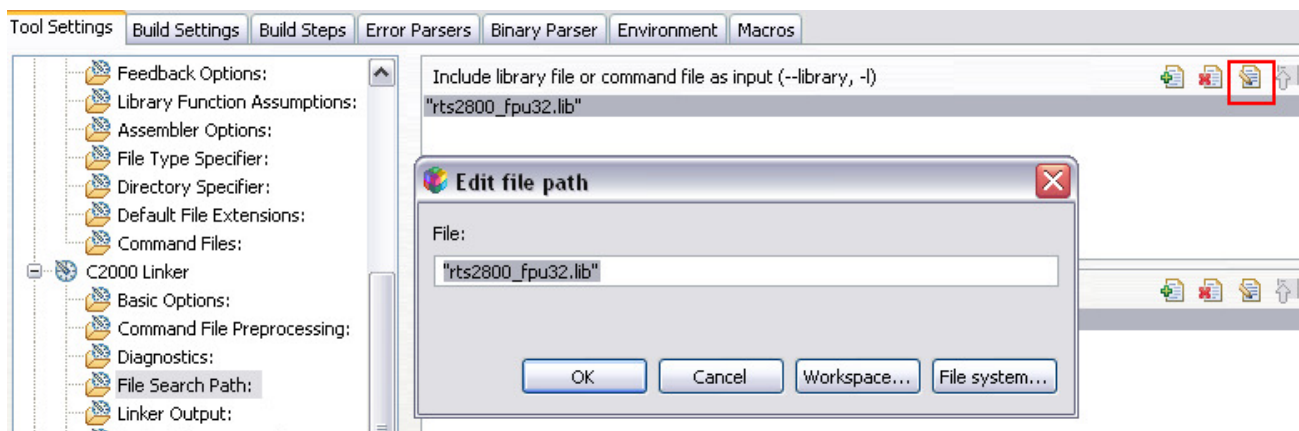 Tool Settings Build Settings Build Steps Error Parsers Binary Parser Environment Macros
Feedback Options:
Library Function Assumptions:
Assembler Options:
File Type Specifier:
Directory Specifier:
Default File Extensions:
Command Files:
C2000 Linker
Basic Options:
Command File Preprocessing:
Diagnostics:
File Search Path:
Linker Output:
Include library file or command file as input (--library, -l)
"rts2800_fpu32.lib"
Edit file path
File:
"rts2800_fpu32.lib"
OK Cancel Workspace... File system...